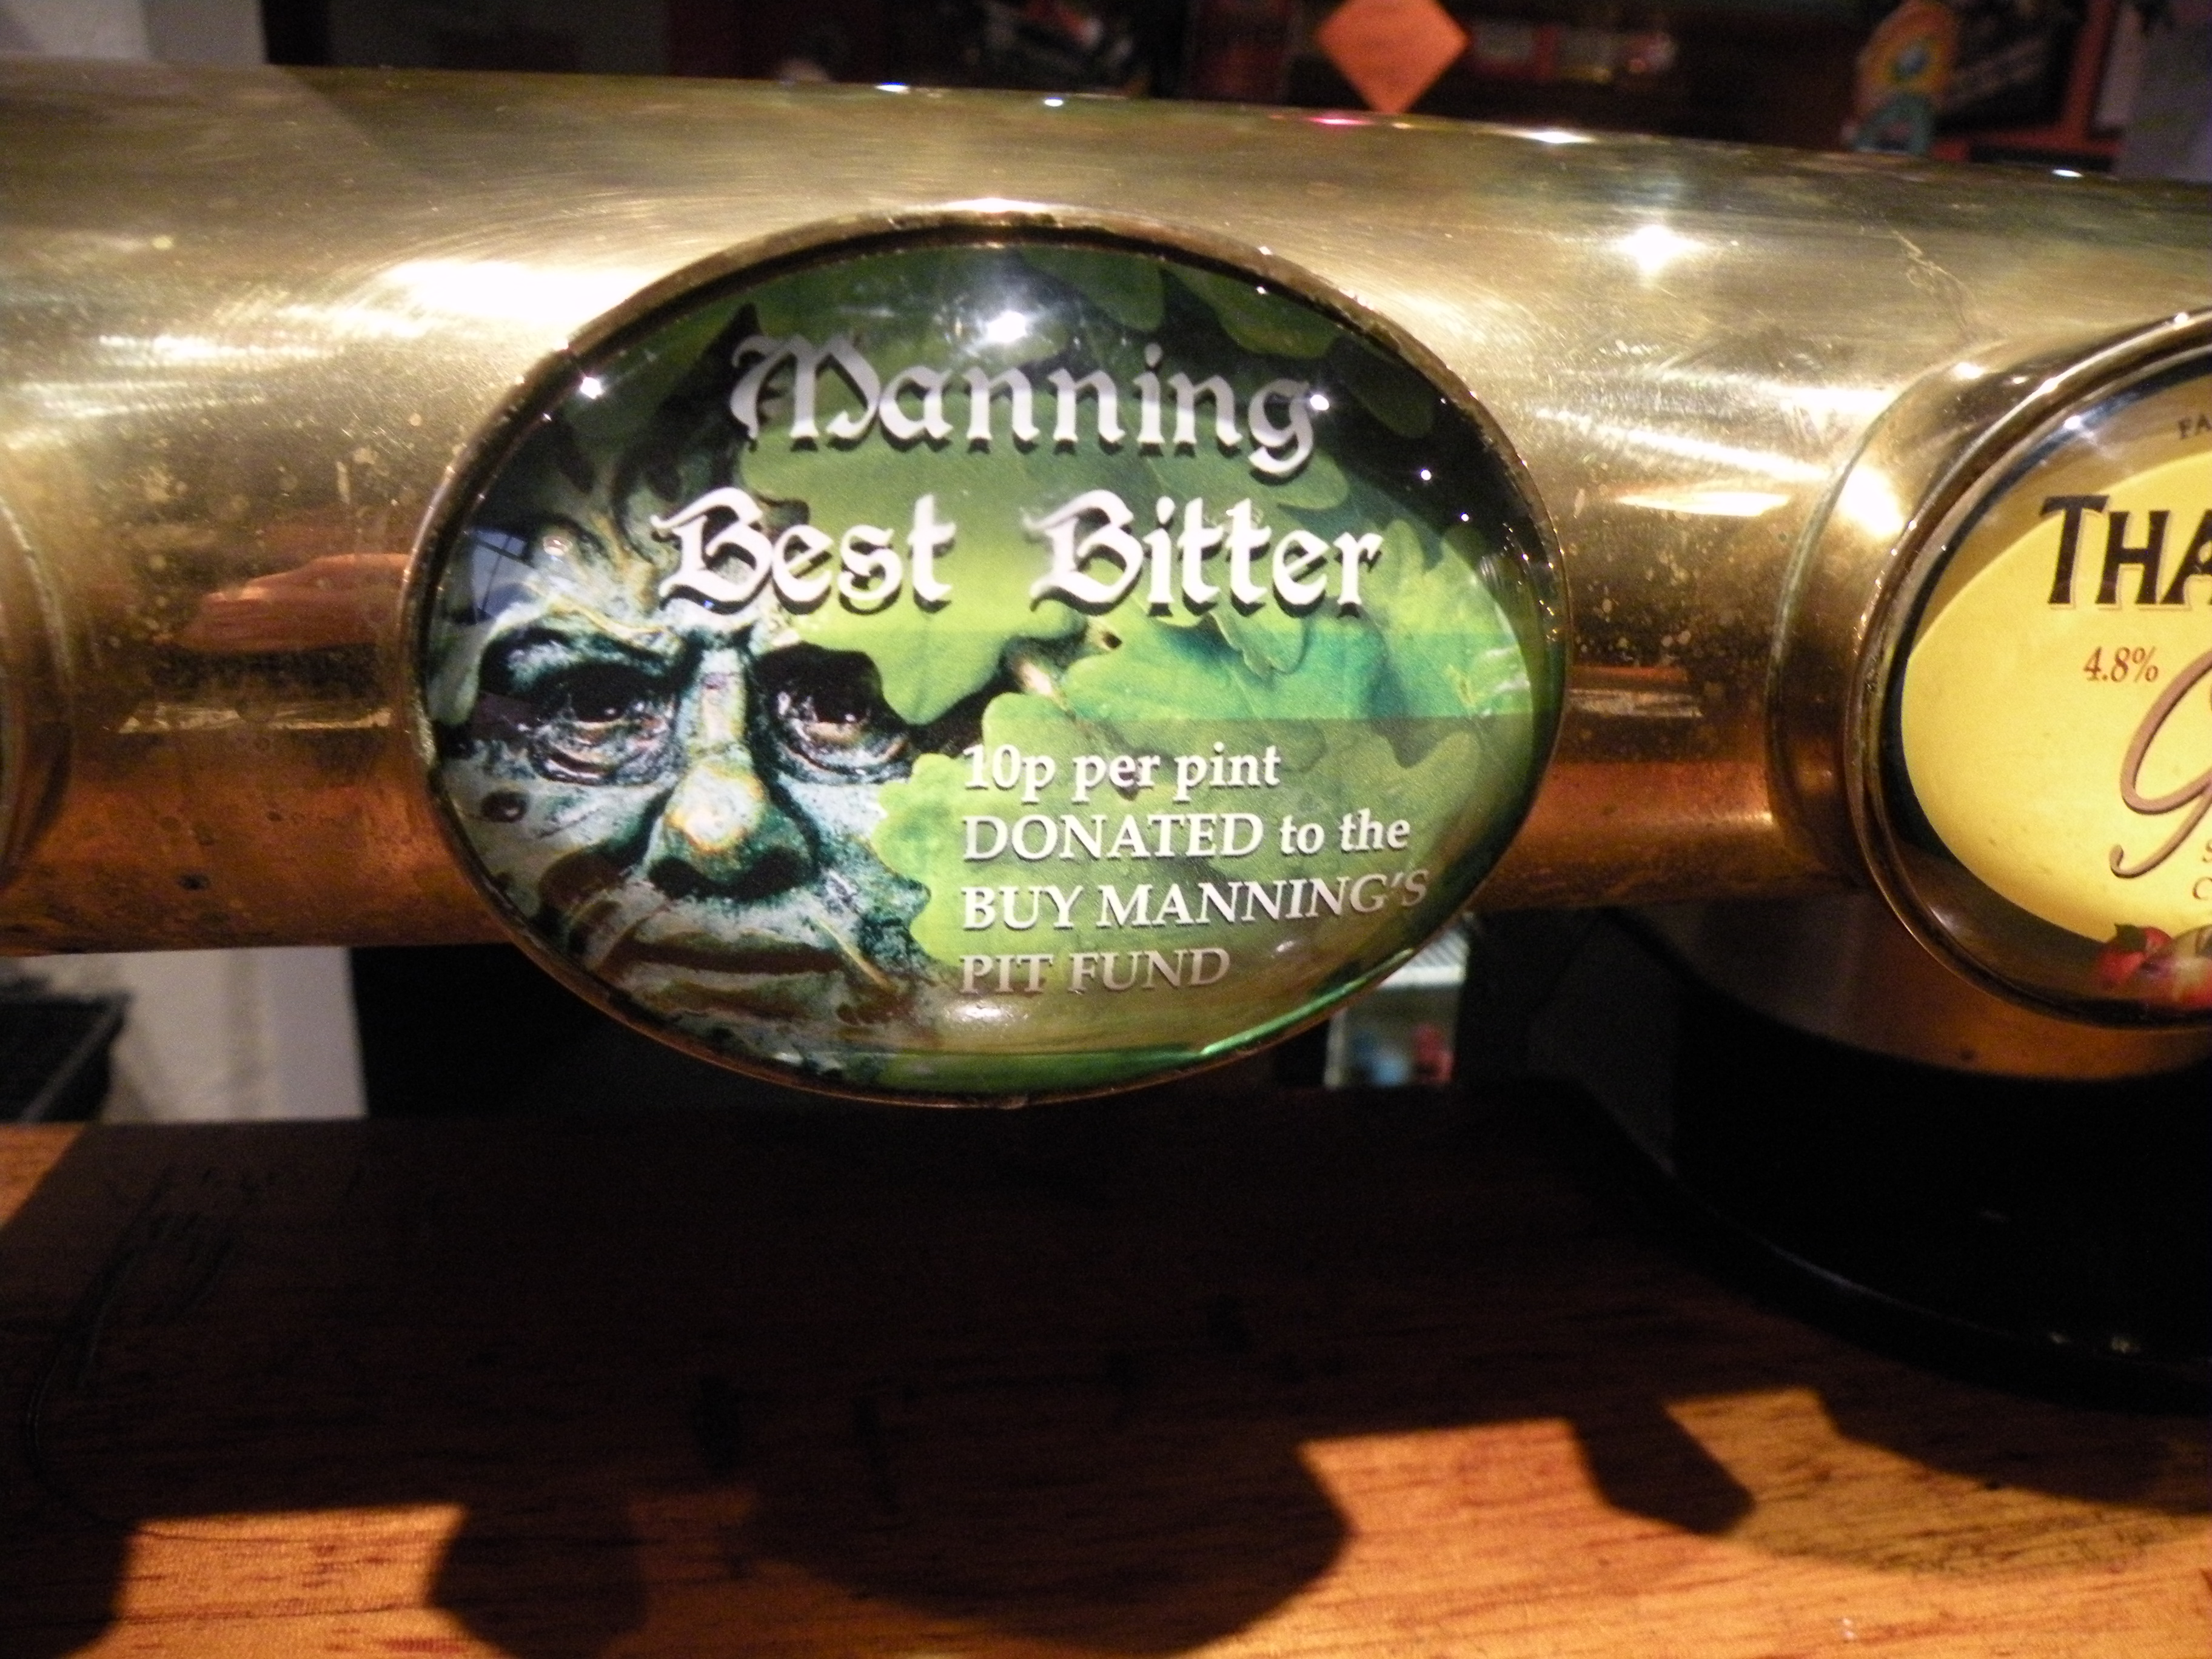 Manning
Best Bitter
10p per pint
DONATED to the
BUY MANNING'S
PIT FUND
THA
4.8%